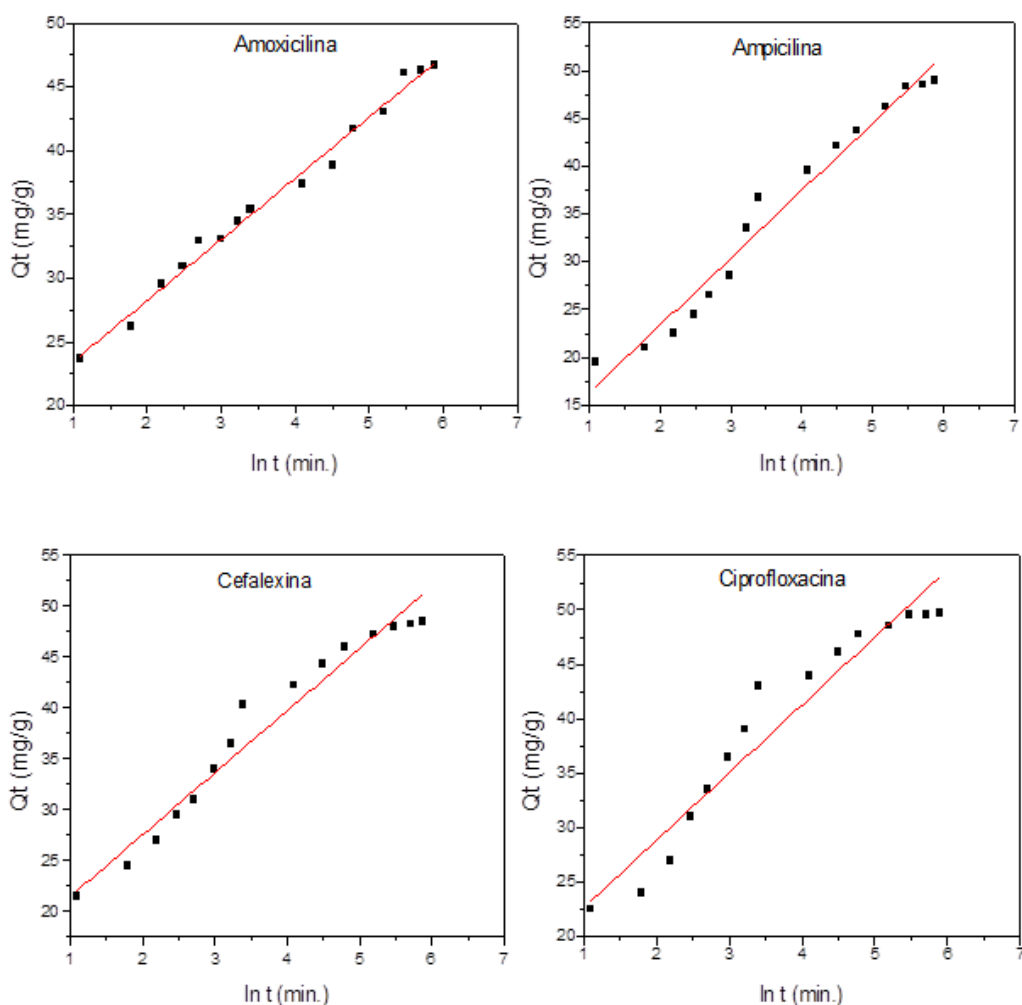 Amoxicilina
Qt (mg/g)
50
45
40
35
30
25
20
1 2 3 4 5 6 7
ln t (min.)
Ampicilina
Qt (mg/g)
55
50
45
40
35
30
25
20
15
1 2 3 4 5 6 7
ln t (min.)
Cefalexina
Qt (mg/g)
55
50
45
40
35
30
25
20
1 2 3 4 5 6 7
ln t (min.)
Ciprofloxacina
Qt (mg/g)
55
50
45
40
35
30
25
20
1 2 3 4 5 6 7
ln t (min.)